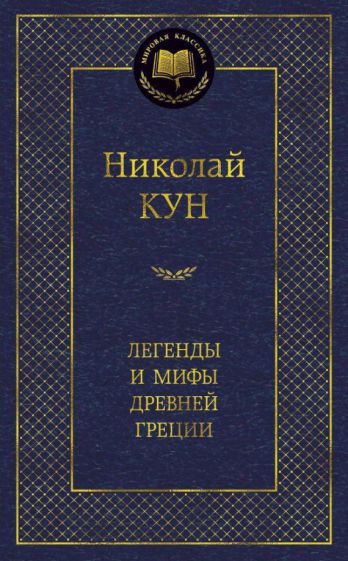 МИРОВАЯ КЛАССИКА
Николай
КУН
ЛЕГЕНДЫ
И МИФЫ
ДРЕВНЕЙ
ГРЕЦИИ